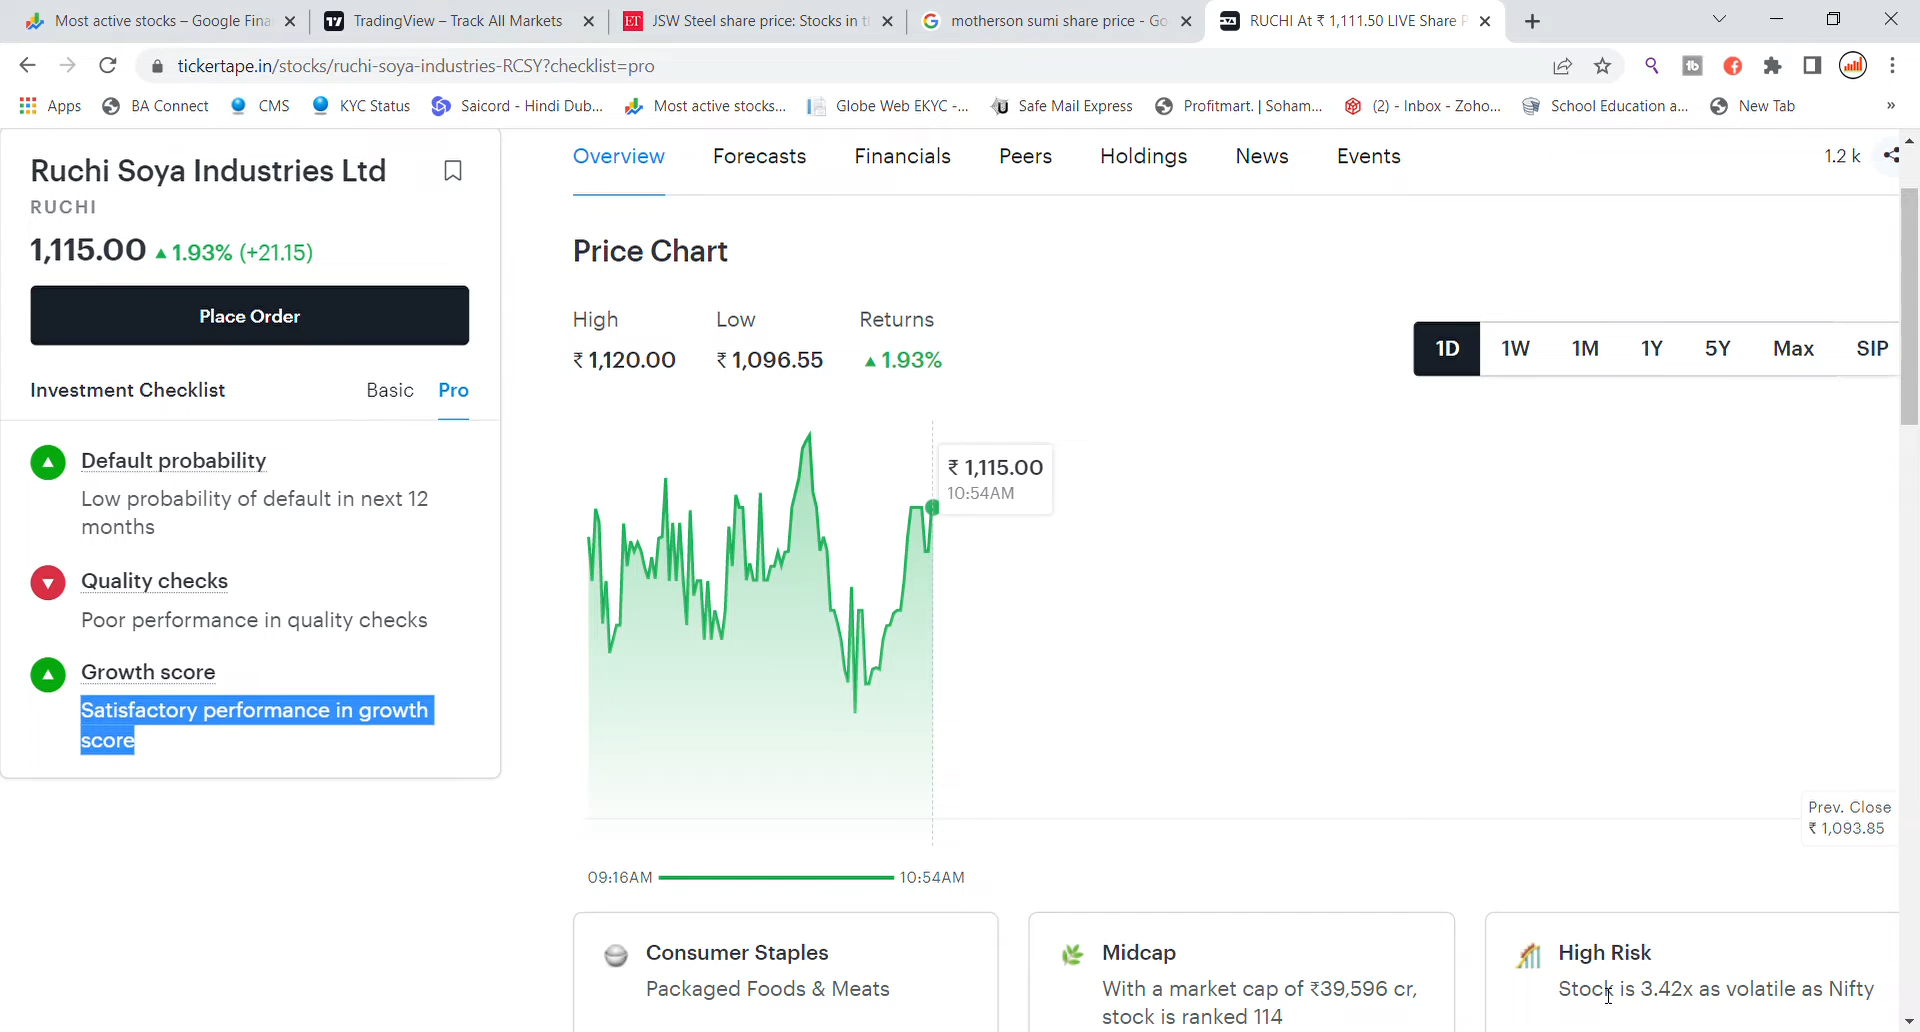 Most active stocks – Google Fina
TradingView – Track All Markets
ET JSW Steel share price: Stocks in t
motherson sumi share price - Go
RUCHI At ₹ 1,111.50 LIVE Share P
tickertape.in/stocks/ruchi-soya-industries-RCSY?checklist=pro
Apps
BA Connect
CMS
KYC Status
Saicord - Hindi Dub...
Most active stocks...
Globe Web EKYC -...
Safe Mail Express
Profitmart. | Soham...
(2) - Inbox - Zoho...
School Education a...
New Tab
»
Ruchi Soya Industries Ltd
RUCHI
1,115.00 ▲ 1.93% (+21.15)
Place Order
Investment Checklist
Basic
Pro
Default probability
Low probability of default in next 12
months
Quality checks
Poor performance in quality checks
Growth score
Satisfactory performance in growth
score
Overview
Forecasts
Financials
Peers
Holdings
News
Events
1.2 k
Price Chart
High
Low
Returns
₹ 1,120.00
₹ 1,096.55
▲ 1.93%
1D
1W
1M
1Y
5Y
Max
SIP
₹ 1,115.00
10:54AM
Prev. Close
₹ 1,093.85
09:16AM
10:54AM
Consumer Staples
Packaged Foods & Meats
Midcap
With a market cap of ₹39,596 cr,
stock is ranked 114
High Risk
Stock is 3.42x as volatile as Nifty